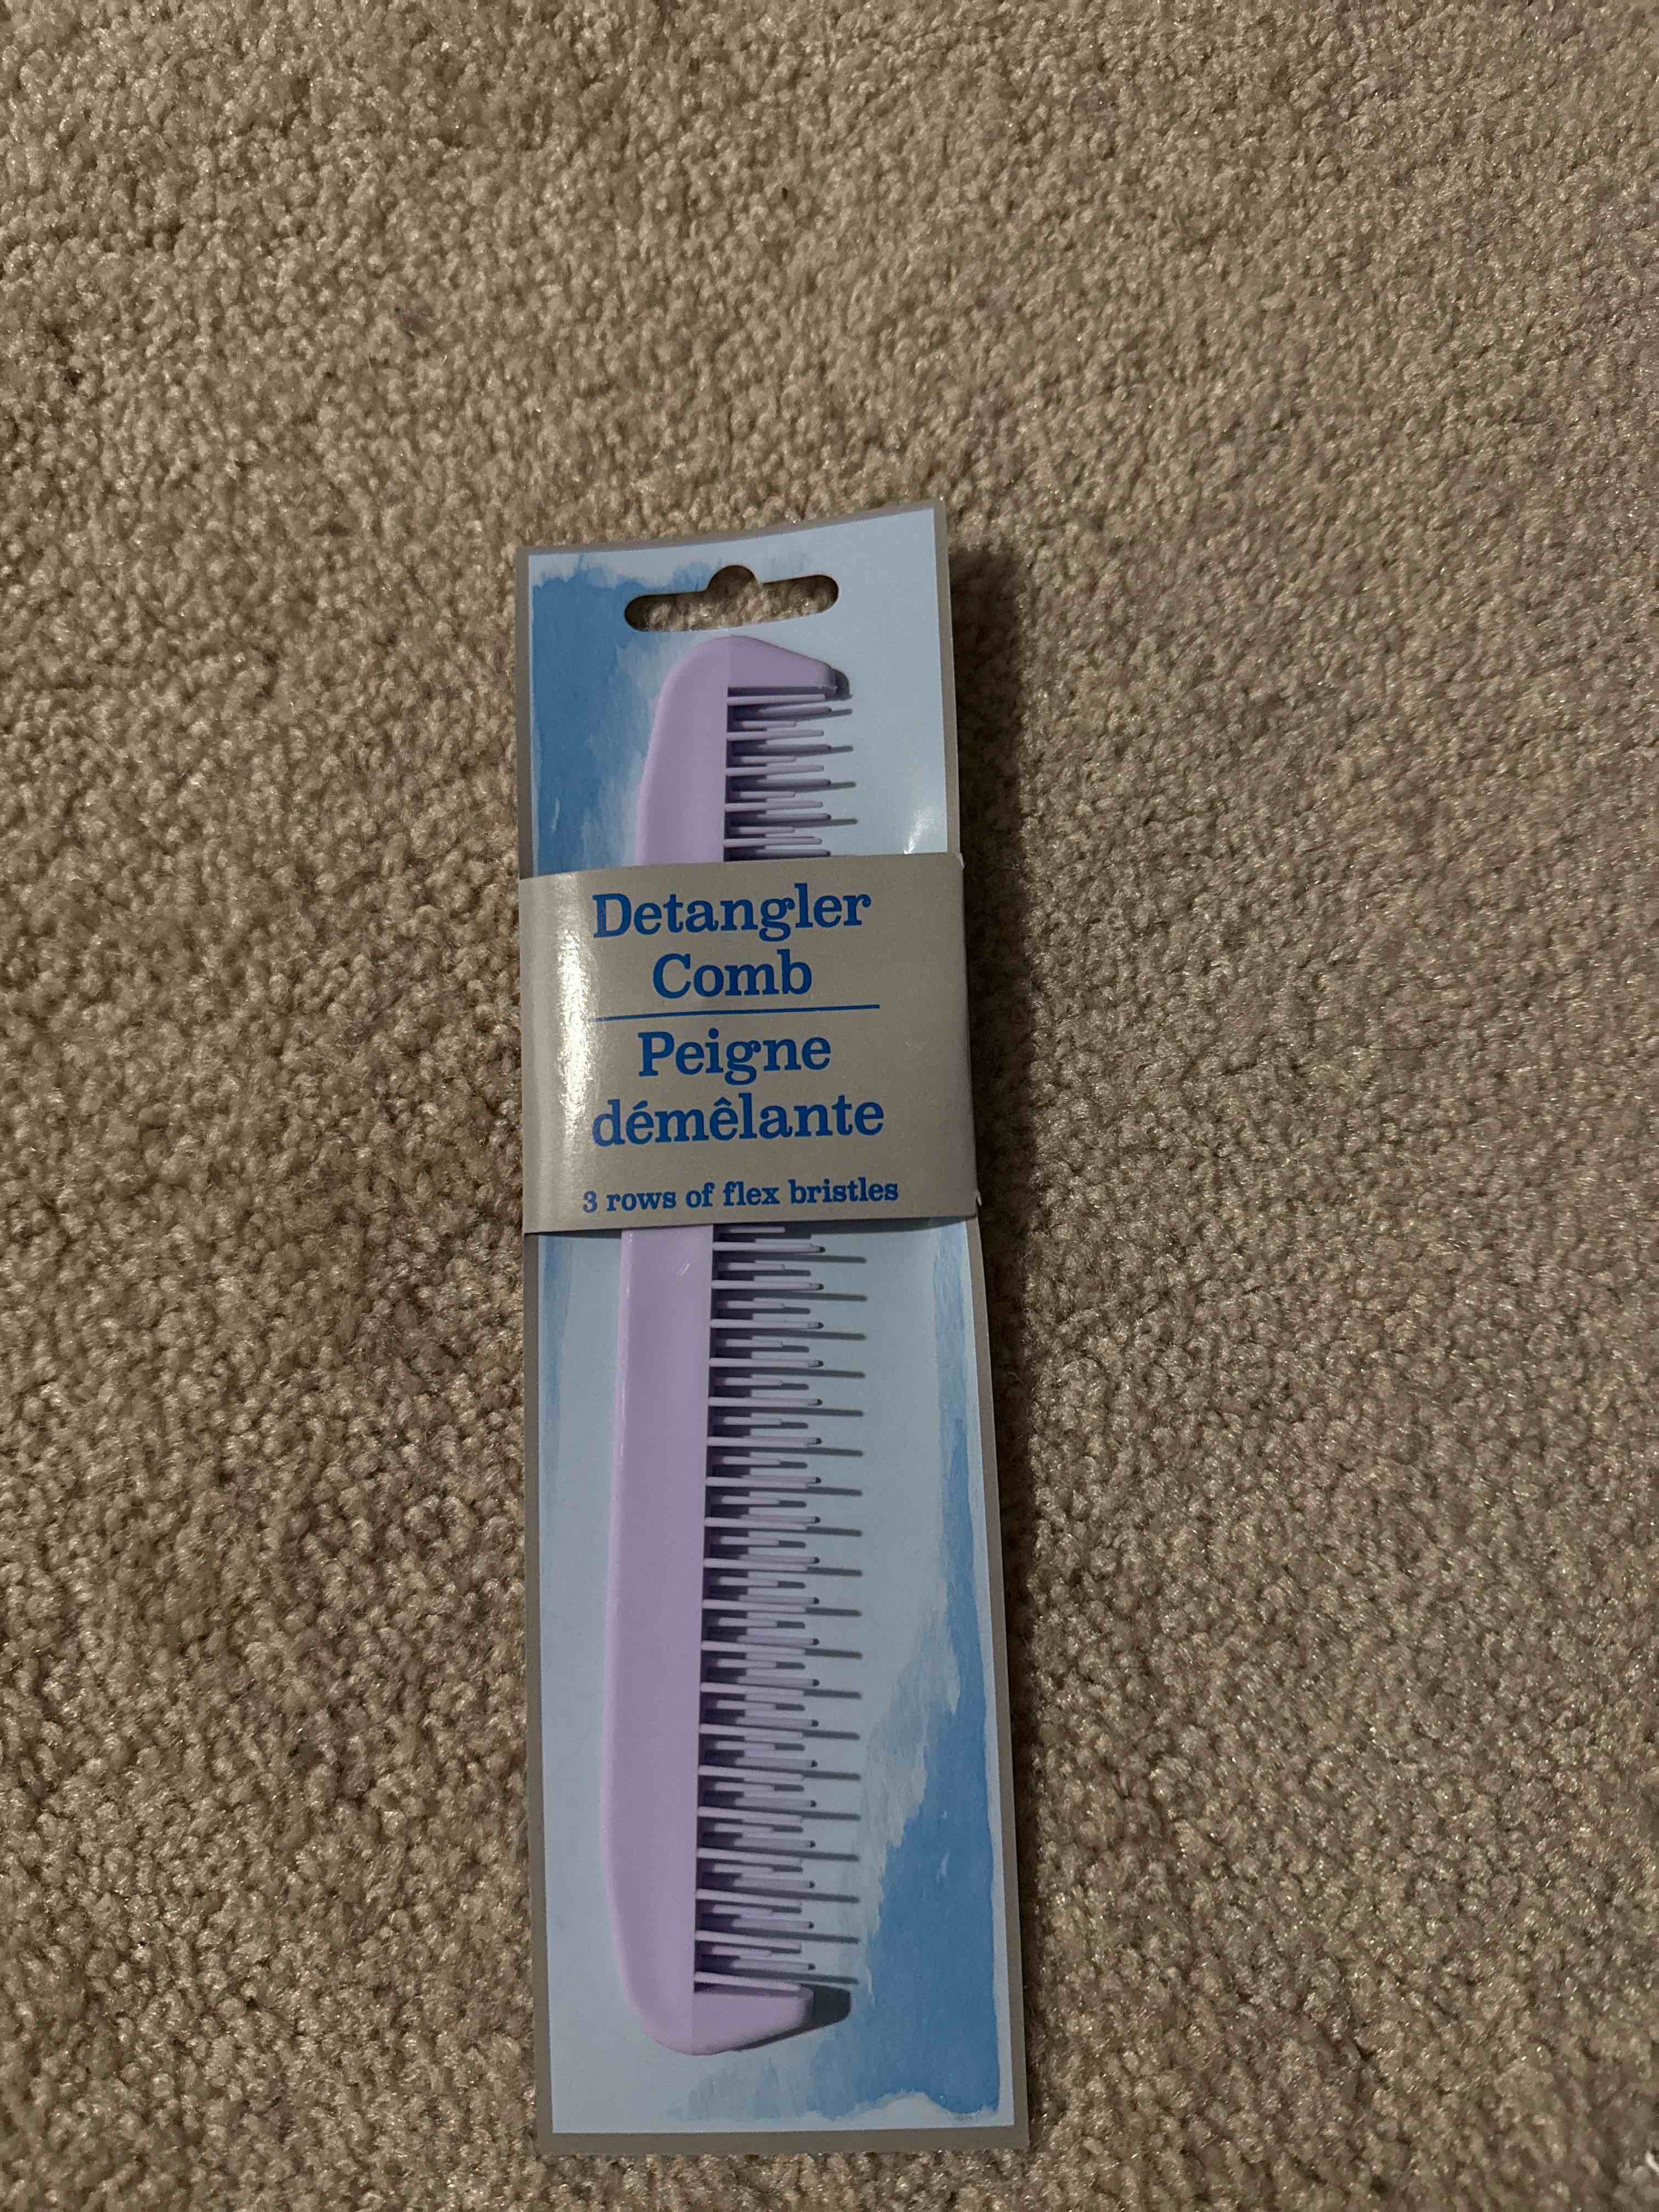 Detangler
Comb
Peigne
démêlante
3 rows of flex bristles